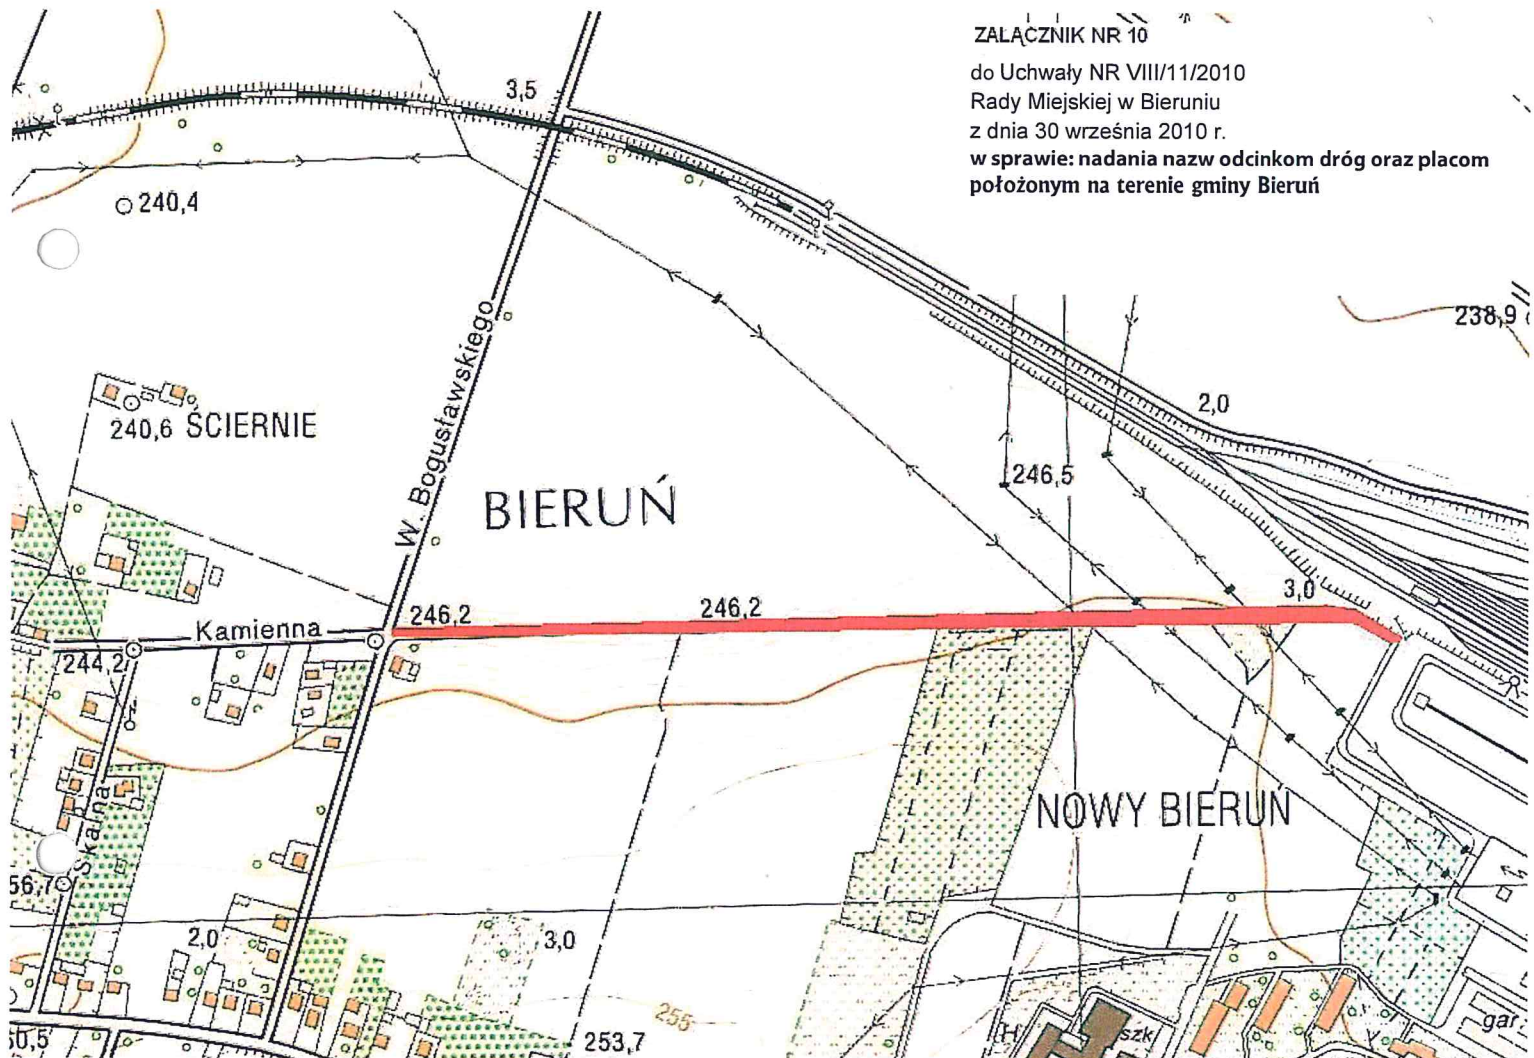 ZAŁĄCZNIK NR 10
do Uchwały NR VIII/11/2010
Rady Miejskiej w Bieruniu
z dnia 30 września 2010 r.
w sprawie: nadania nazw odcinkom dróg oraz placom
położonym na terenie gminy Bieruń
3,5
240,4
238,9
2,0
W. Bogusławskiego
240,6 ŚCIERNIE
246,5
BIERUŃ
3,0
246,2
246,2
Kamienna
244,2
NOWY BIERUŃ
Skalna
56,7
2,0
3,0
255
253,7
50,5
H
szk
gar.